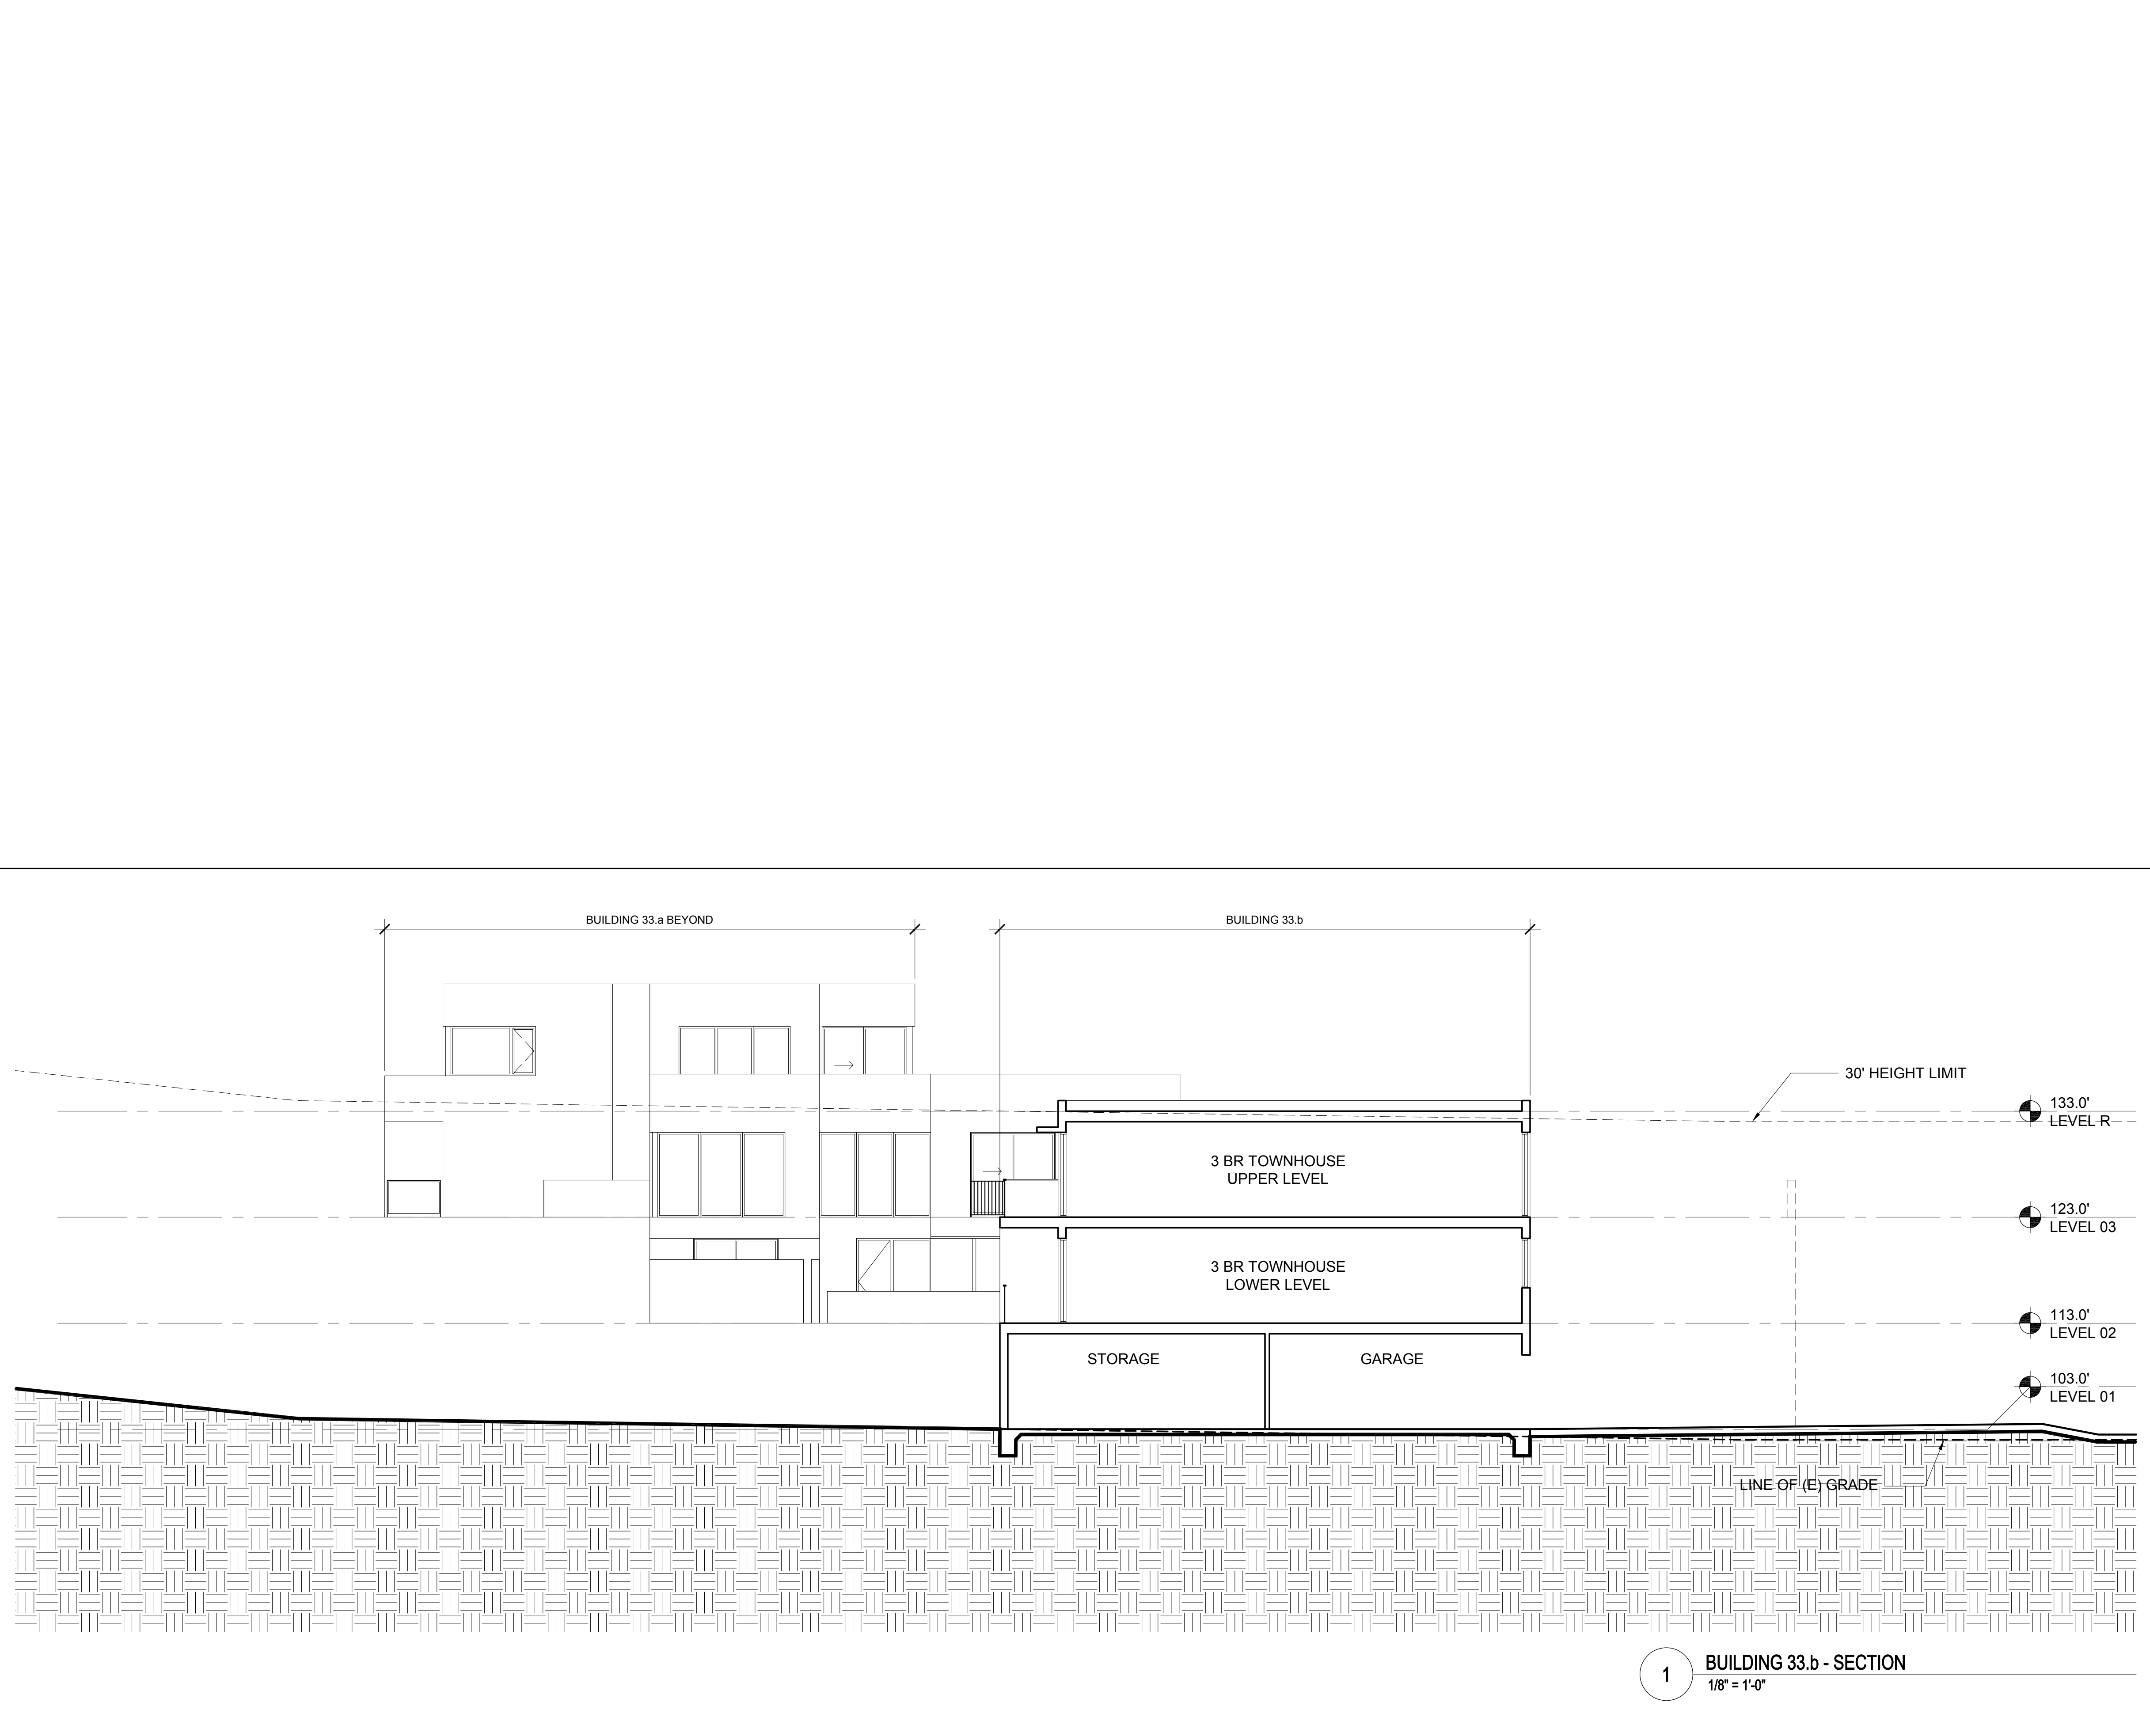 BUILDING 33.a BEYOND
BUILDING 33.b
30' HEIGHT LIMIT
133.0'
LEVEL R
3 BR TOWNHOUSE
UPPER LEVEL
123.0'
LEVEL 03
3 BR TOWNHOUSE
LOWER LEVEL
113.0'
LEVEL 02
STORAGE
GARAGE
103.0'
LEVEL 01
LINE OF (E) GRADE
1
BUILDING 33.b - SECTION
1/8" = 1'-0"